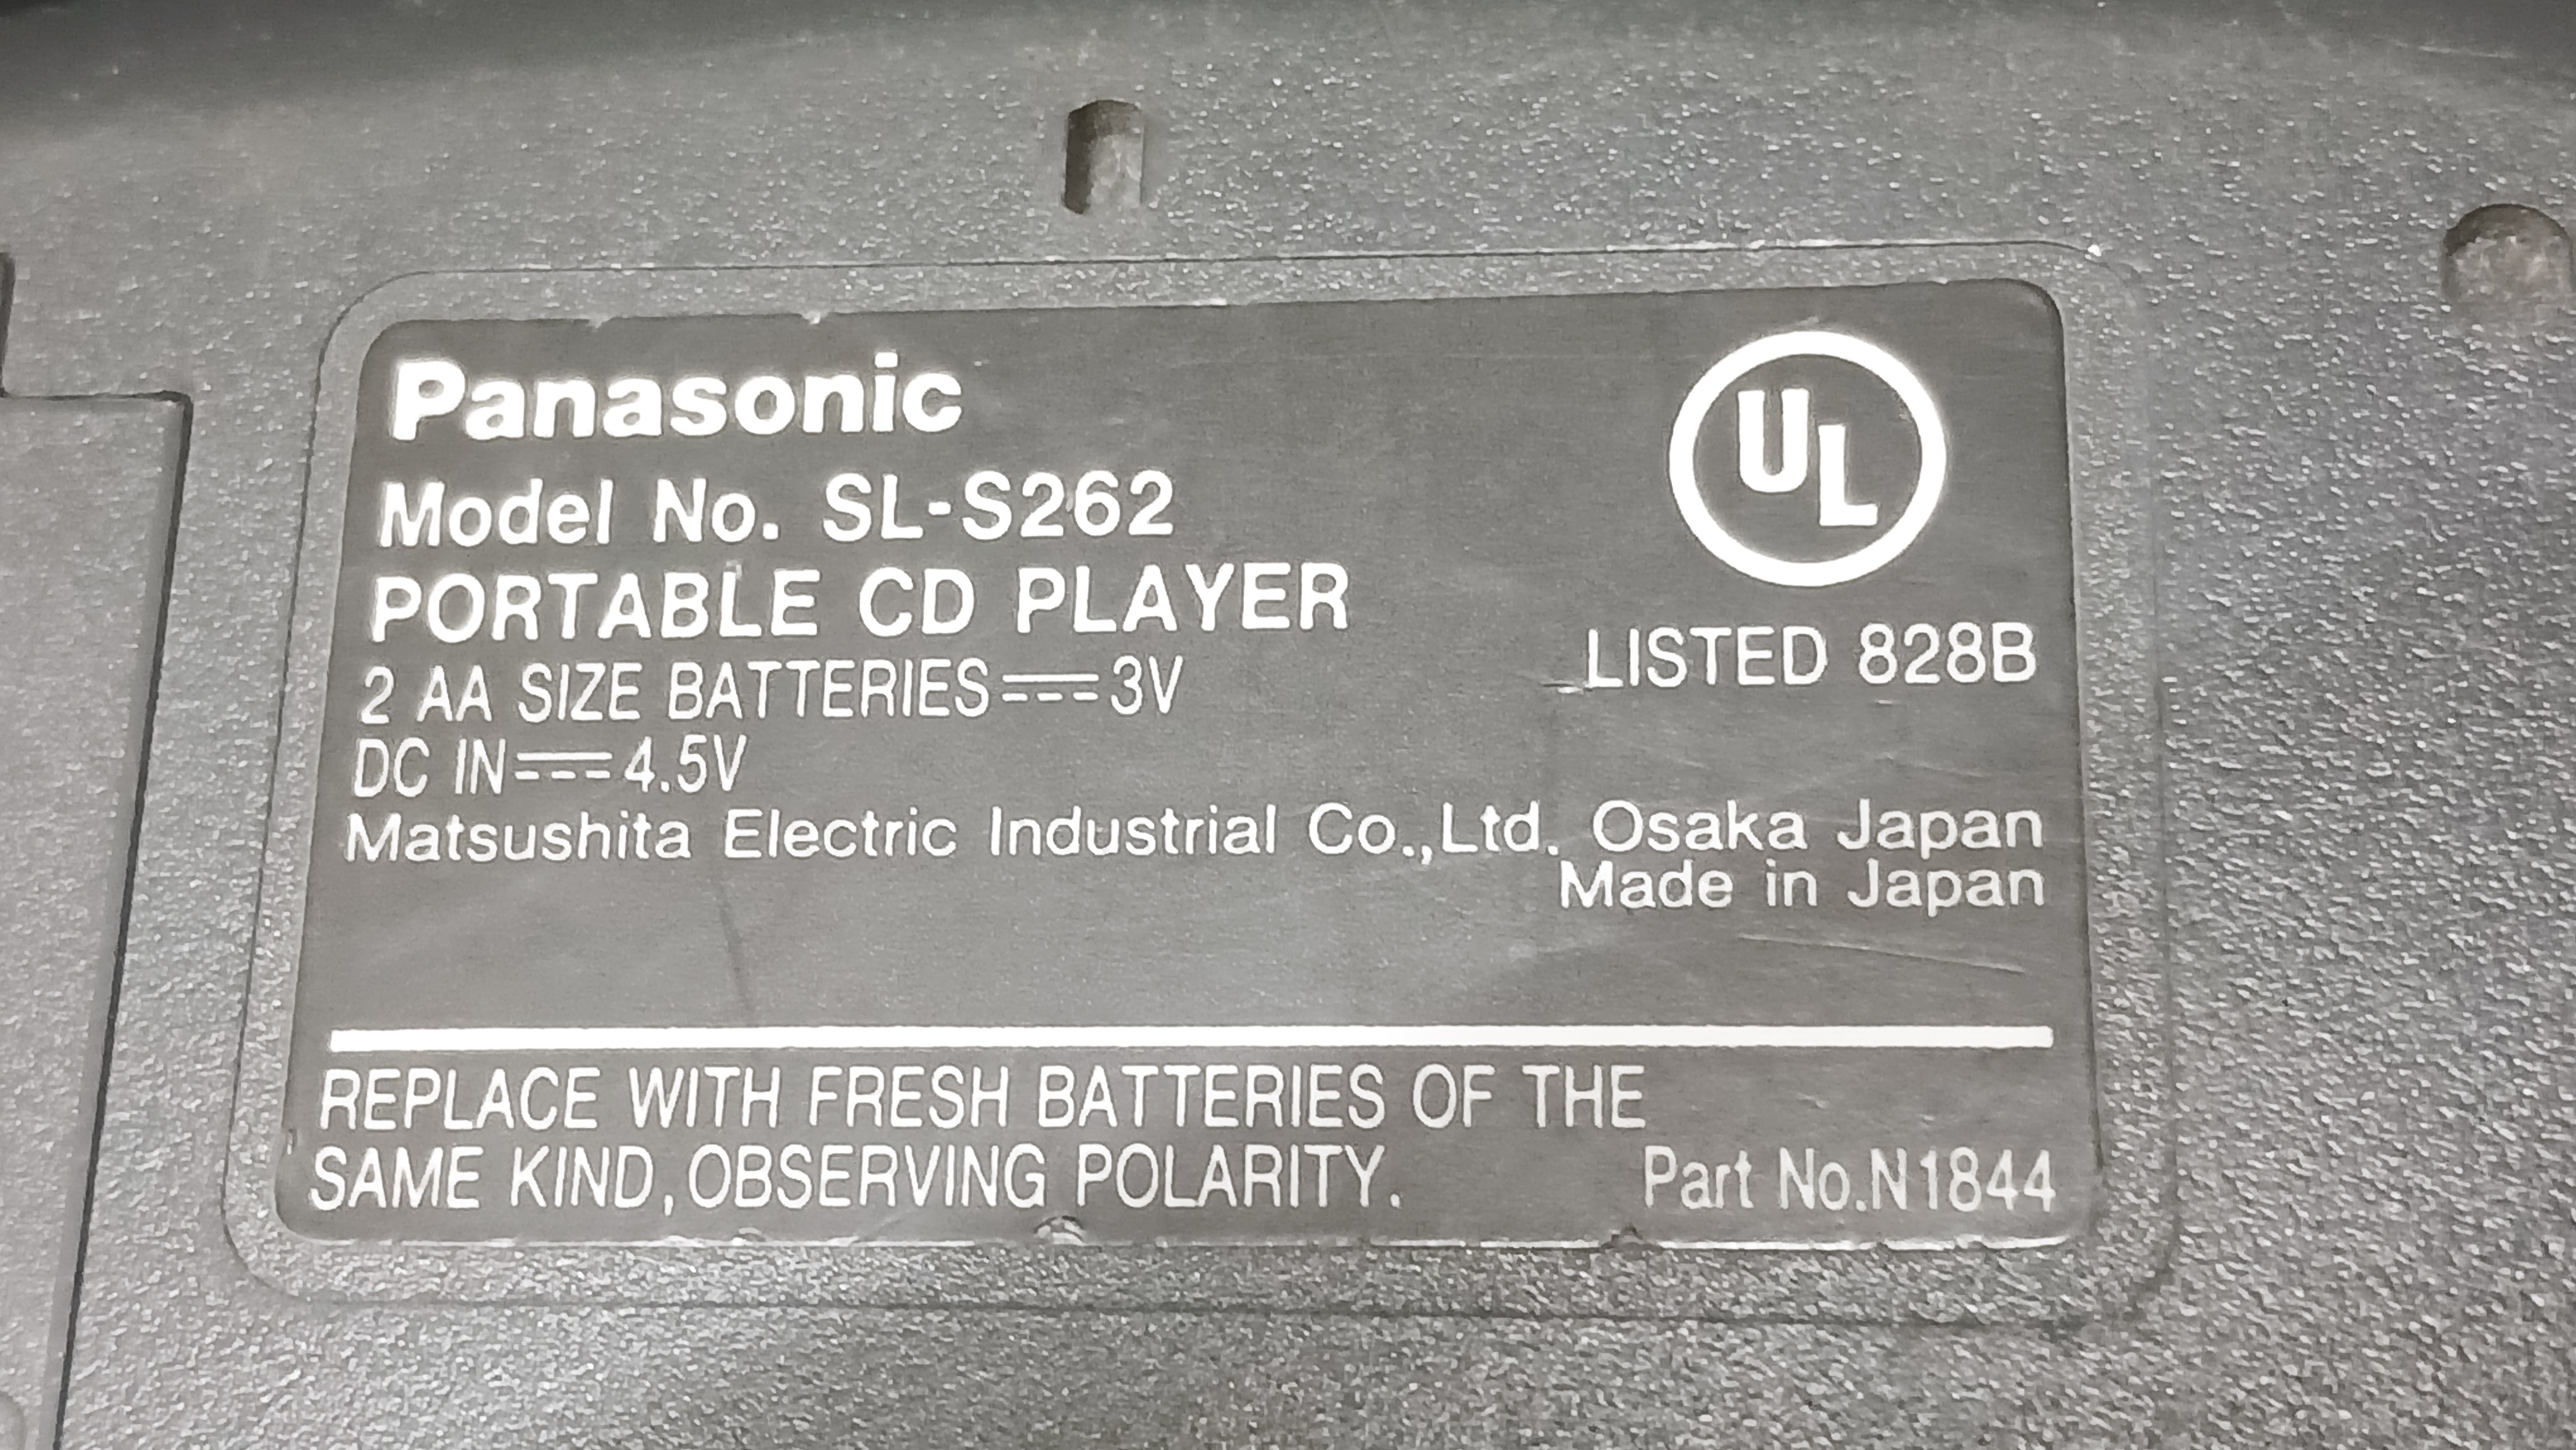 Panasonic
Model No. SL-S262
PORTABLE CD PLAYER
2 AA SIZE BATTERIES⎓3V
DC IN⎓4.5V
UL
LISTED 828B
Matsushita Electric Industrial Co.,Ltd. Osaka Japan
Made in Japan
REPLACE WITH FRESH BATTERIES OF THE
SAME KIND,OBSERVING POLARITY.
Part No.N1844